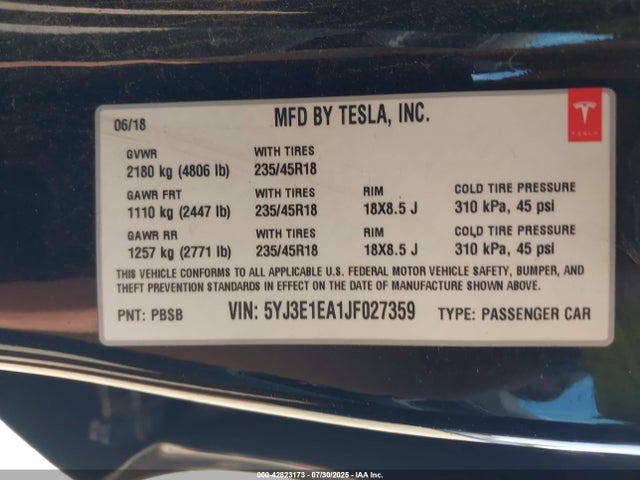 06/18 MFD BY TESLA, INC.
TESLA
GVWR WITH TIRES
2180 kg (4806 lb) 235/45R18
GAWR FRT WITH TIRES RIM COLD TIRE PRESSURE
1110 kg (2447 lb) 235/45R18 18X8.5 J 310 kPa, 45 psi
GAWR RR WITH TIRES RIM COLD TIRE PRESSURE
1257 kg (2771 lb) 235/45R18 18X8.5 J 310 kPa, 45 psi
THIS VEHICLE CONFORMS TO ALL APPLICABLE U.S. FEDERAL MOTOR VEHICLE SAFETY, BUMPER, AND
THEFT PREVENTION STANDARDS IN EFFECT ON THE DATE OF MANUFACTURE SHOWN ABOVE.
PNT: PBSB VIN: 5YJ3E1EA1JF027359 TYPE: PASSENGER CAR
000-42823173 - 07/30/2025 - IAA Inc.